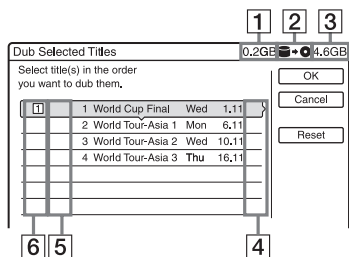 1 2 3
Dub Selected Titles 0.2GB 4.6GB
Select title(s) in the order
you want to dub them.
OK
Cancel
Reset
1 1 World Cup Final Wed 1.11
2 World Tour-Asia 1 Mon 6.11
3 World Tour-Asia 2 Wed 10.11
4 World Tour-Asia 3 Thu 16.11
6 5 4